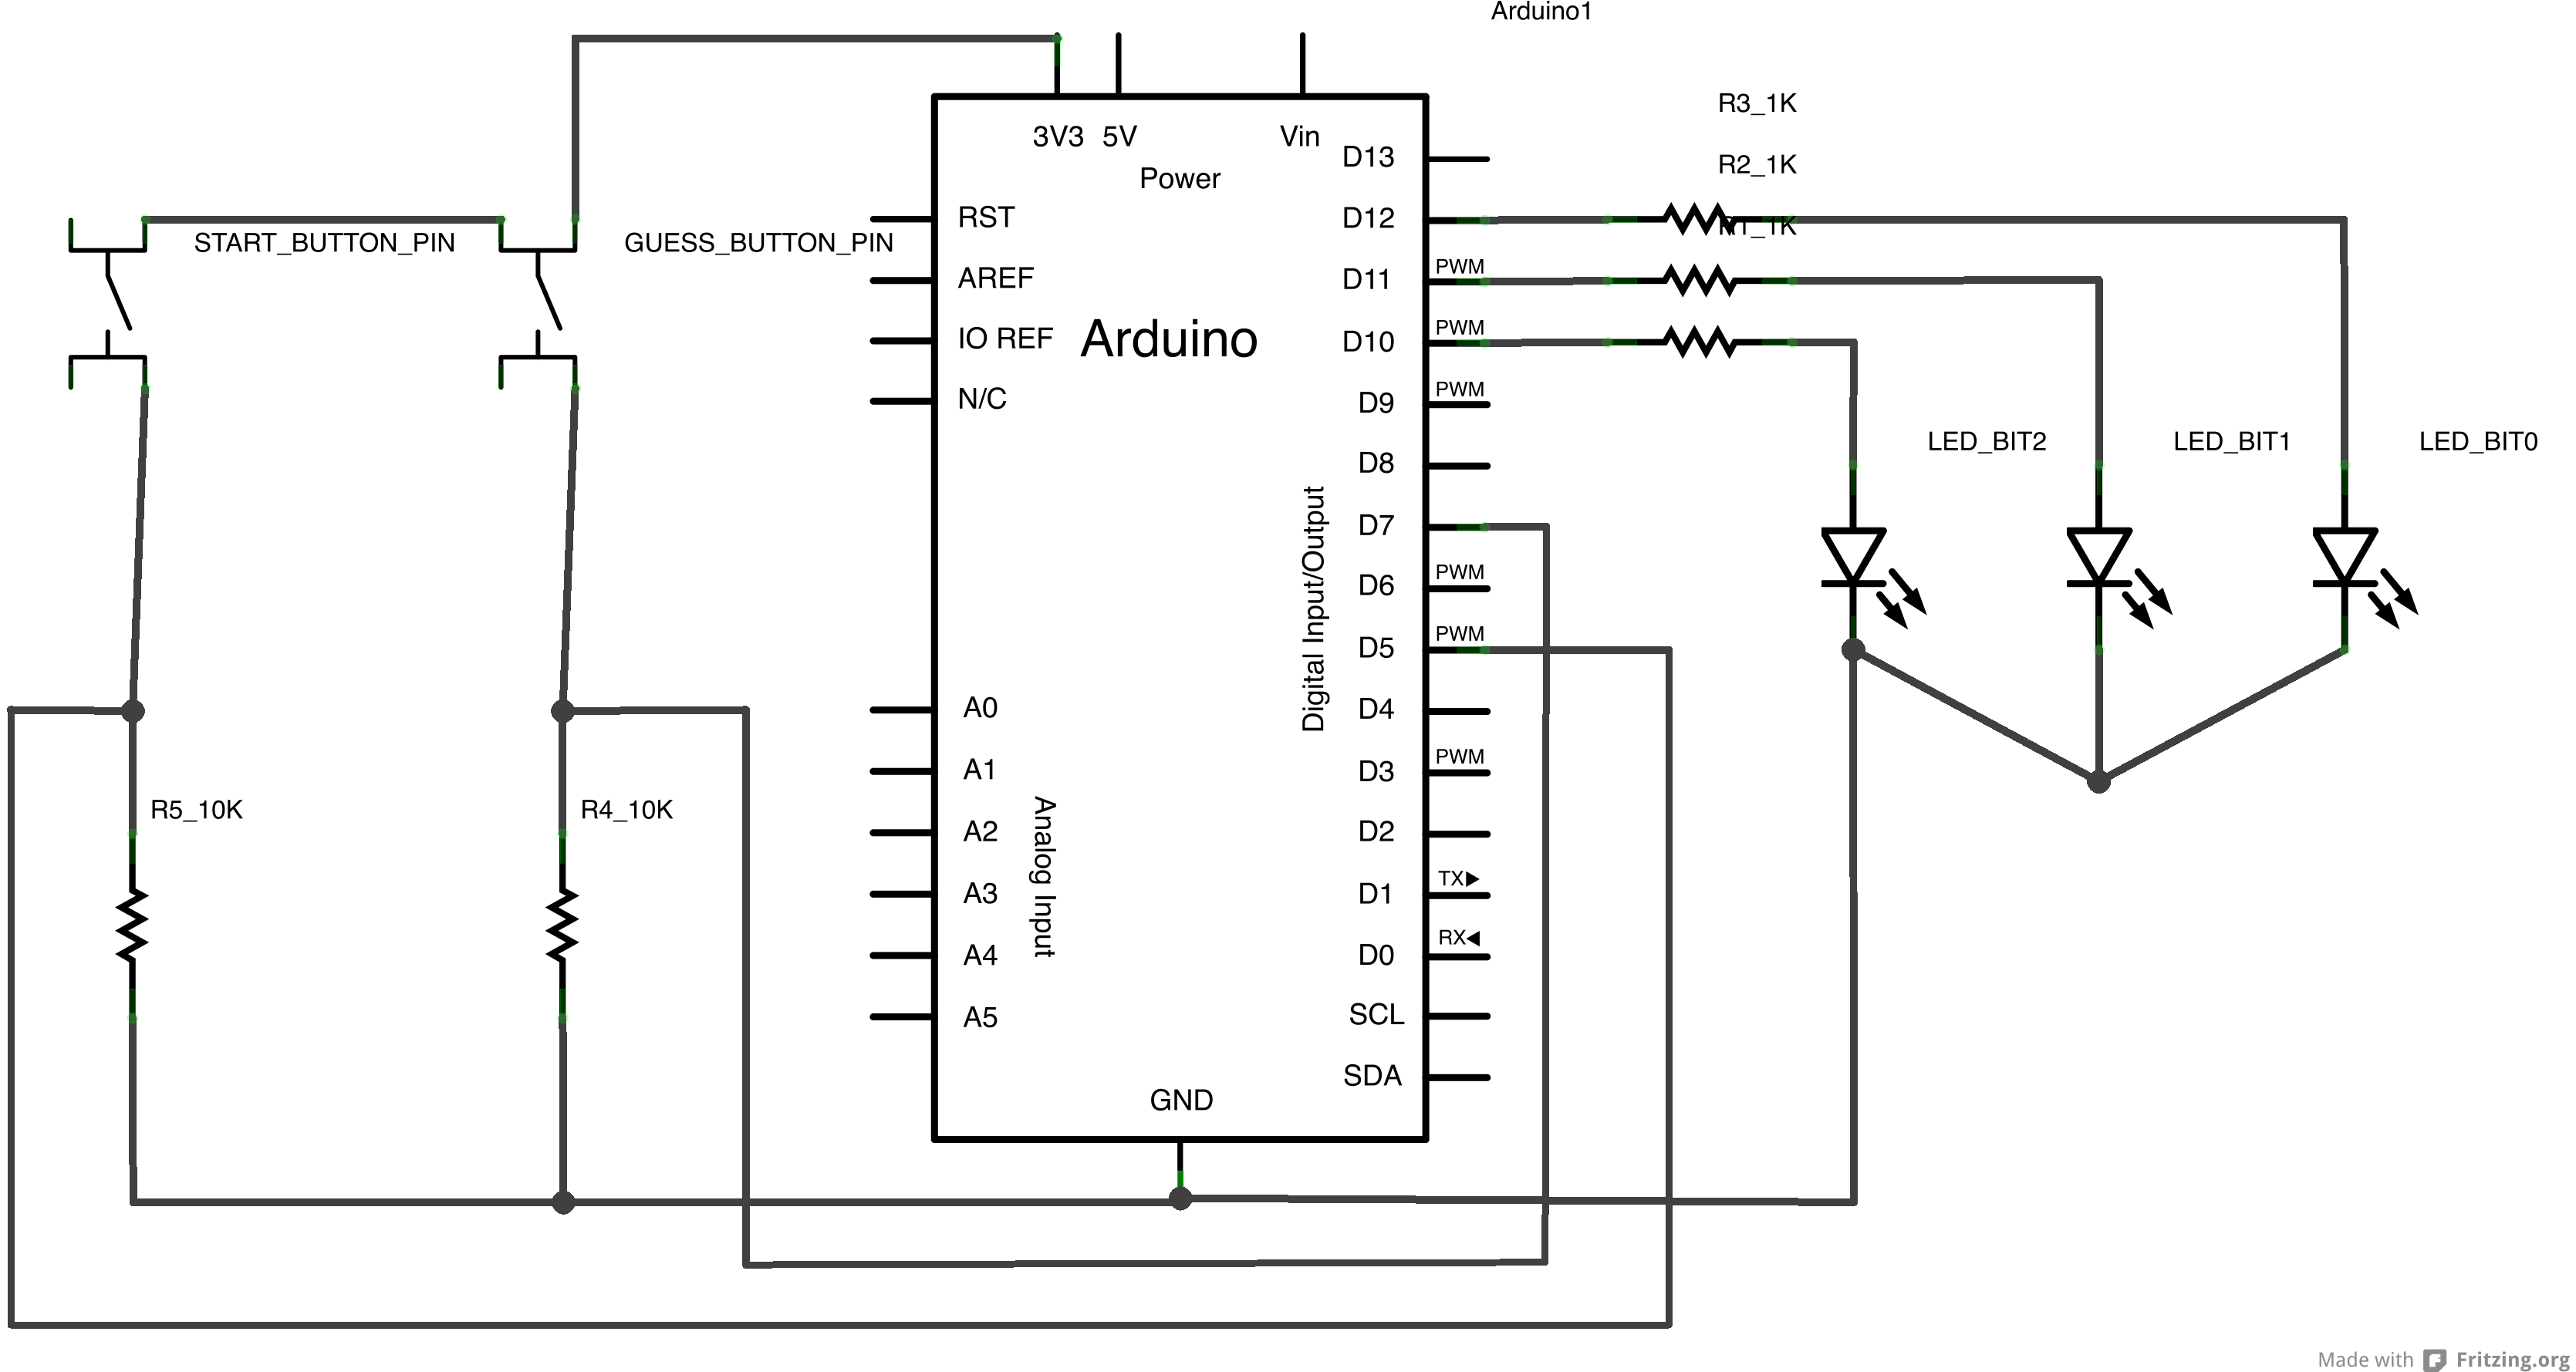 Arduino1
R3_1K
R2_1K
R1_1K
3V3 5V Vin
Power
D13
RST
D12
START_BUTTON_PIN
GUESS_BUTTON_PIN
AREF
D11
PWM
IO REF
Arduino
D10
PWM
N/C
D9
PWM
LED_BIT2
LED_BIT1
LED_BIT0
D8
Digital Input/Output
D7
D6
PWM
D5
PWM
A0
D4
A1
D3
PWM
R5_10K
R4_10K
Analog Input
A2
D2
A3
D1
TX
A4
D0
RX
A5
SCL
SDA
GND
Made with Fritzing.org